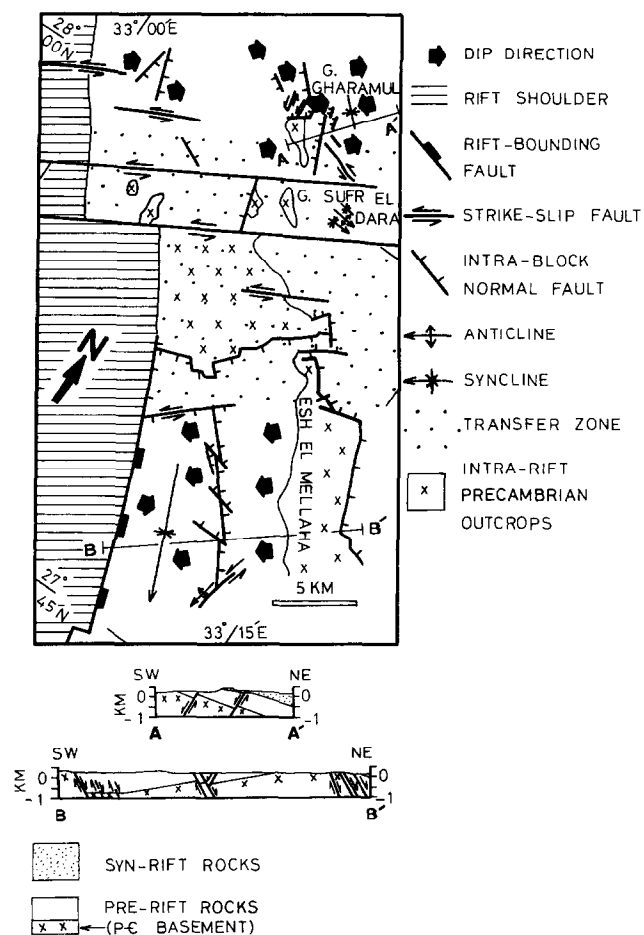 28°
00'N
33°/00'E
G.
GHARAMUL
A
A'
G. SUFR EL
DARA
N
ESH EL MELLAHA
B
B'
5 KM
27°
45'N
33°/15'E
DIP DIRECTION
RIFT SHOULDER
RIFT-BOUNDING
FAULT
STRIKE-SLIP FAULT
INTRA-BLOCK
NORMAL FAULT
ANTICLINE
SYNCLINE
TRANSFER ZONE
INTRA-RIFT
x PRECAMBRIAN
OUTCROPS
SW NE
KM 0 -1 0 -1
A A'
SW NE
KM 0 -1 0 -1
B B'
SYN-RIFT ROCKS
PRE-RIFT ROCKS
x x (P-Є BASEMENT)